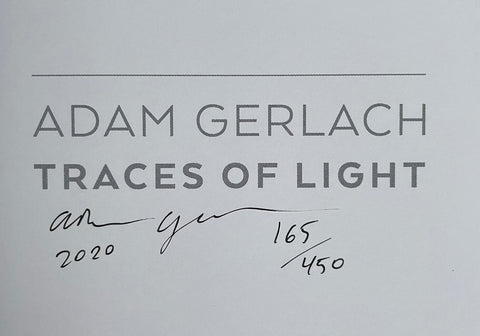 ADAM GERLACH
TRACES OF LIGHT
165/450
2020